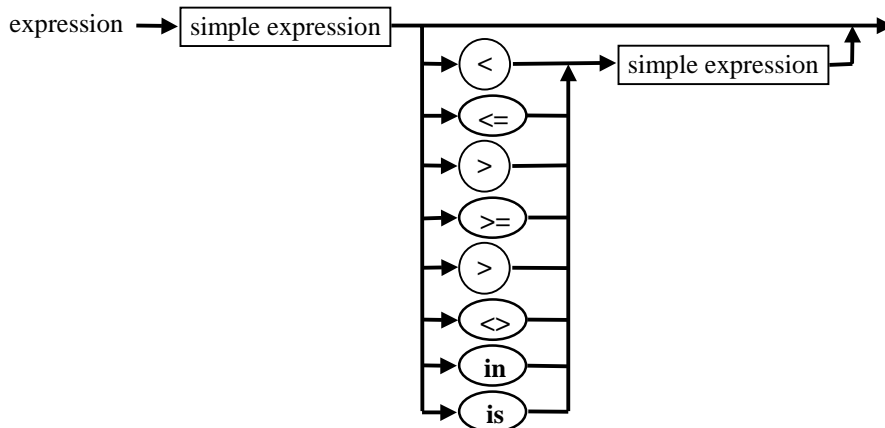 expression simple expression
<
simple expression
<=
>
>=
>
<>
in
is